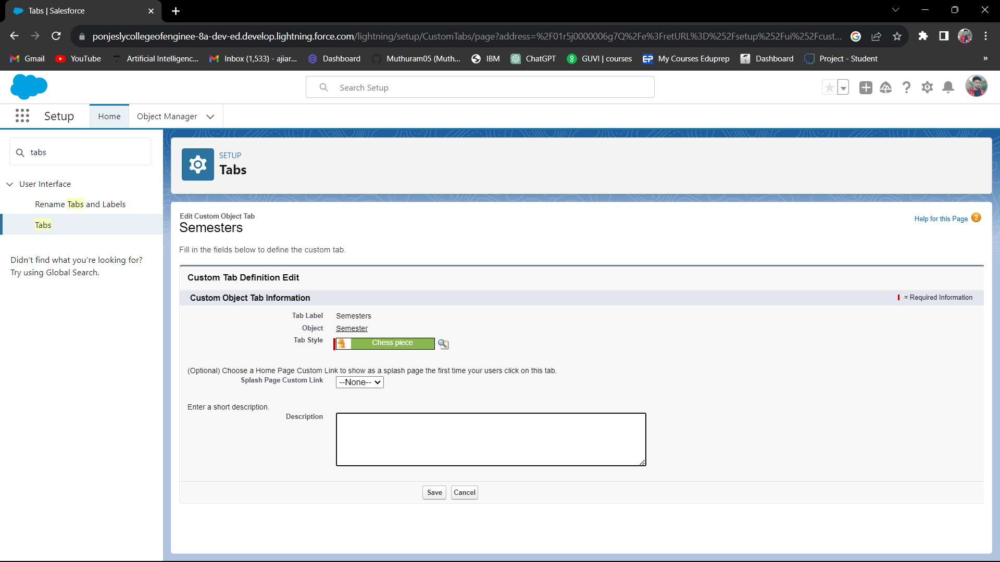 Tabs | Salesforce
ponjeslycollegeofenginee-8a-dev-ed.develop.lightning.force.com/lightning/setup/CustomTabs/page?address=%2F01r5j0000006g7Q%2Fe%3FretURL%3D%252Fsetup%252Fui%252Fcust...
Gmail YouTube Artificial Intelligenc... Inbox (1,533) - ajiar... Dashboard Muthuram05 (Muth... IBM ChatGPT GUVI | courses My Courses Eduprep Dashboard Project - Student »
Search Setup
Setup Home Object Manager
tabs
User Interface
Rename Tabs and Labels
Tabs
Didn't find what you're looking for?
Try using Global Search.
SETUP
Tabs
Edit Custom Object Tab
Semesters
Help for this Page ?
Fill in the fields below to define the custom tab.
Custom Tab Definition Edit
Custom Object Tab Information
= Required Information
Tab Label Semesters
Object Semester
Tab Style Chess piece
(Optional) Choose a Home Page Custom Link to show as a splash page the first time your users click on this tab.
Splash Page Custom Link --None--
Enter a short description.
Description
Save Cancel